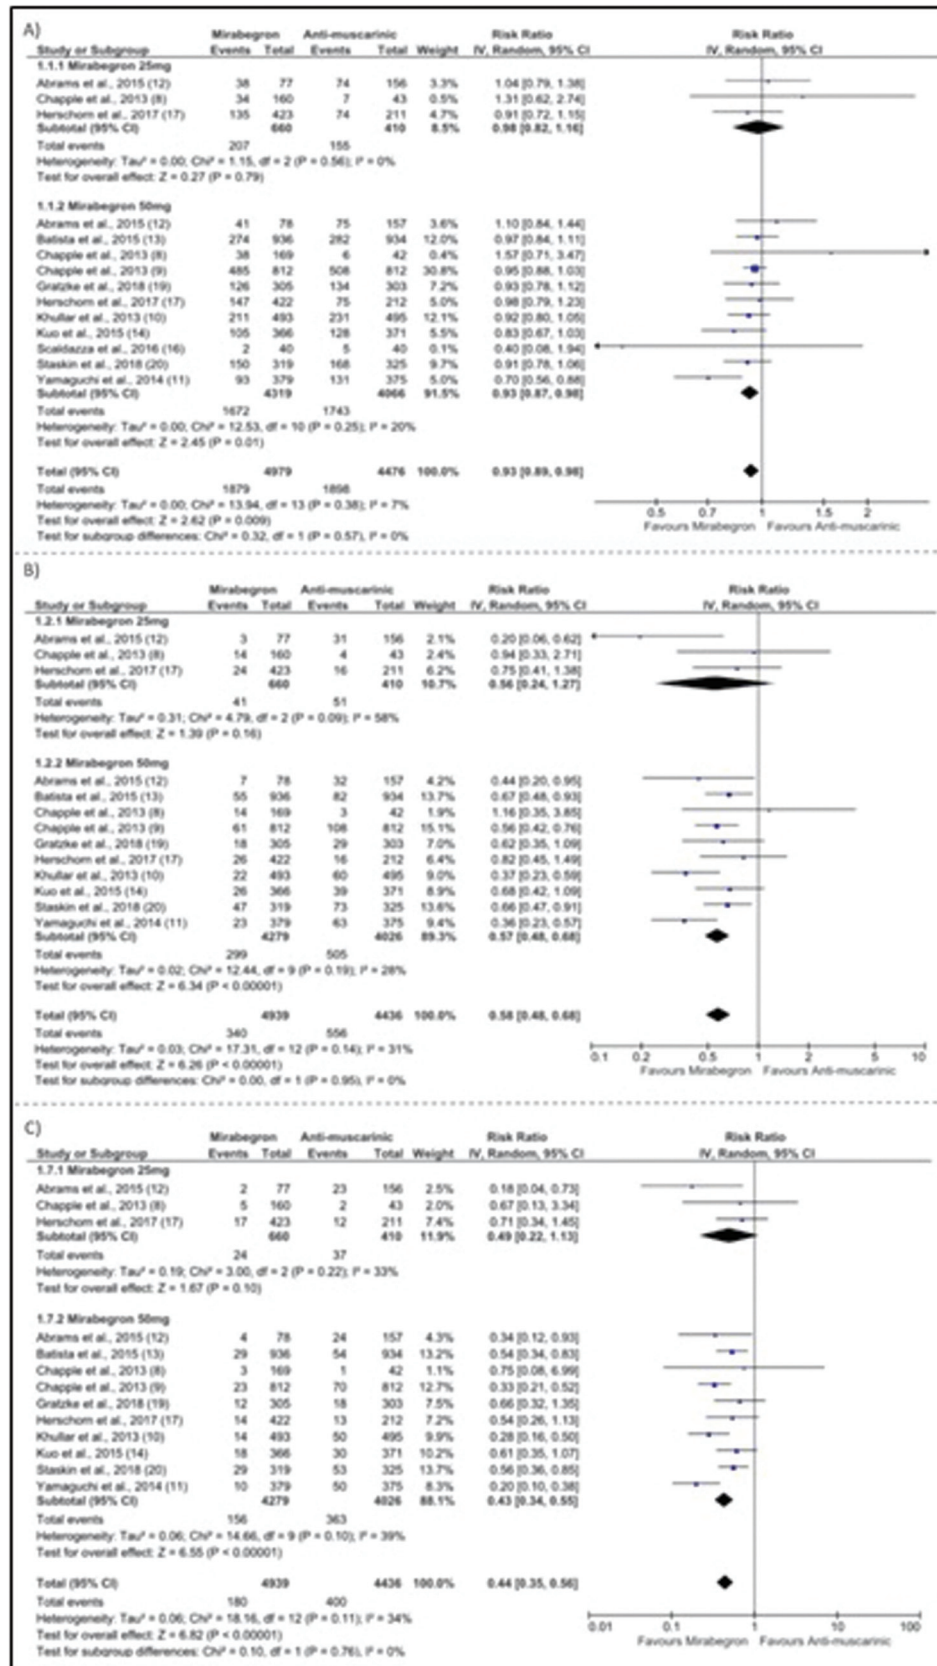 A)
Mirabegron Anti-muscarinic Risk Ratio Risk Ratio
Study or Subgroup Events Total Events Total Weight IV, Random, 95% CI IV, Random, 95% CI
1.1.1 Mirabegron 25mg
Abrams et al., 2015 (12) 38 77 74 156 3.3% 1.04 [0.79, 1.38]
Chapple et al., 2013 (8) 34 160 7 43 0.5% 1.31 [0.62, 2.74]
Herschorn et al., 2017 (17) 135 423 74 211 4.7% 0.91 [0.72, 1.15]
Subtotal (95% CI) 660 410 8.5% 0.98 [0.82, 1.16]
Total events 207 155
Heterogeneity: Tau² = 0.00; Chi² = 1.15, df = 2 (P = 0.56); I² = 0%
Test for overall effect: Z = 0.27 (P = 0.79)
1.1.2 Mirabegron 50mg
Abrams et al., 2015 (12) 41 78 75 157 3.6% 1.10 [0.84, 1.44]
Batista et al., 2015 (13) 274 936 282 934 12.0% 0.97 [0.84, 1.11]
Chapple et al., 2013 (8) 38 169 6 42 0.4% 1.57 [0.71, 3.47]
Chapple et al., 2013 (9) 485 812 508 812 30.8% 0.95 [0.88, 1.03]
Gratzke et al., 2018 (19) 126 305 134 303 7.2% 0.93 [0.78, 1.12]
Herschorn et al., 2017 (17) 147 422 75 212 5.0% 0.98 [0.79, 1.23]
Khullar et al., 2013 (10) 211 493 231 495 12.1% 0.92 [0.80, 1.05]
Kuo et al., 2015 (14) 105 366 128 371 5.5% 0.83 [0.67, 1.03]
Scaldazza et al., 2016 (16) 2 40 5 40 0.1% 0.40 [0.08, 1.94]
Staskin et al., 2018 (20) 150 319 168 325 9.7% 0.91 [0.78, 1.06]
Yamaguchi et al., 2014 (11) 93 379 131 375 5.0% 0.70 [0.56, 0.88]
Subtotal (95% CI) 4319 4066 91.5% 0.93 [0.87, 0.98]
Total events 1672 1743
Heterogeneity: Tau² = 0.00; Chi² = 12.53, df = 10 (P = 0.25); I² = 20%
Test for overall effect: Z = 2.45 (P = 0.01)
Total (95% CI) 4979 4476 100.0% 0.93 [0.89, 0.98]
Total events 1879 1898
Heterogeneity: Tau² = 0.00; Chi² = 13.94, df = 13 (P = 0.38); I² = 7%
Test for overall effect: Z = 2.62 (P = 0.009)
Test for subgroup differences: Chi² = 0.32, df = 1 (P = 0.57), I² = 0%
0.5 0.7 1 1.5 2
Favours Mirabegron Favours Anti-muscarinic
B)
Mirabegron Anti-muscarinic Risk Ratio Risk Ratio
Study or Subgroup Events Total Events Total Weight IV, Random, 95% CI IV, Random, 95% CI
1.2.1 Mirabegron 25mg
Abrams et al., 2015 (12) 3 77 31 156 2.1% 0.20 [0.06, 0.62]
Chapple et al., 2013 (8) 14 160 4 43 2.4% 0.94 [0.33, 2.71]
Herschorn et al., 2017 (17) 24 423 16 211 6.2% 0.75 [0.41, 1.38]
Subtotal (95% CI) 660 410 10.7% 0.56 [0.24, 1.27]
Total events 41 51
Heterogeneity: Tau² = 0.31; Chi² = 4.79, df = 2 (P = 0.09); I² = 58%
Test for overall effect: Z = 1.39 (P = 0.16)
1.2.2 Mirabegron 50mg
Abrams et al., 2015 (12) 7 78 32 157 4.2% 0.44 [0.20, 0.95]
Batista et al., 2015 (13) 55 936 82 934 13.7% 0.67 [0.48, 0.93]
Chapple et al., 2013 (8) 14 169 3 42 1.9% 1.16 [0.35, 3.85]
Chapple et al., 2013 (9) 61 812 108 812 15.1% 0.56 [0.42, 0.76]
Gratzke et al., 2018 (19) 18 305 29 303 7.0% 0.62 [0.35, 1.09]
Herschorn et al., 2017 (17) 26 422 16 212 6.4% 0.82 [0.45, 1.49]
Khullar et al., 2013 (10) 22 493 60 495 9.0% 0.37 [0.23, 0.59]
Kuo et al., 2015 (14) 26 366 39 371 8.9% 0.68 [0.42, 1.09]
Staskin et al., 2018 (20) 47 319 73 325 13.6% 0.66 [0.47, 0.91]
Yamaguchi et al., 2014 (11) 23 379 63 375 9.4% 0.36 [0.23, 0.57]
Subtotal (95% CI) 4279 4026 89.3% 0.57 [0.48, 0.68]
Total events 299 505
Heterogeneity: Tau² = 0.02; Chi² = 12.44, df = 9 (P = 0.19); I² = 28%
Test for overall effect: Z = 6.34 (P < 0.00001)
Total (95% CI) 4939 4436 100.0% 0.58 [0.48, 0.68]
Total events 340 556
Heterogeneity: Tau² = 0.03; Chi² = 17.31, df = 12 (P = 0.14); I² = 31%
Test for overall effect: Z = 6.26 (P < 0.00001)
Test for subgroup differences: Chi² = 0.00, df = 1 (P = 0.95), I² = 0%
0.1 0.2 0.5 1 2 5 10
Favours Mirabegron Favours Anti-muscarinic
C)
Mirabegron Anti-muscarinic Risk Ratio Risk Ratio
Study or Subgroup Events Total Events Total Weight IV, Random, 95% CI IV, Random, 95% CI
1.7.1 Mirabegron 25mg
Abrams et al., 2015 (12) 2 77 23 156 2.5% 0.18 [0.04, 0.73]
Chapple et al., 2013 (8) 5 160 2 43 2.0% 0.67 [0.13, 3.34]
Herschorn et al., 2017 (17) 17 423 12 211 7.4% 0.71 [0.34, 1.45]
Subtotal (95% CI) 660 410 11.9% 0.49 [0.22, 1.13]
Total events 24 37
Heterogeneity: Tau² = 0.19; Chi² = 3.00, df = 2 (P = 0.22); I² = 33%
Test for overall effect: Z = 1.67 (P = 0.10)
1.7.2 Mirabegron 50mg
Abrams et al., 2015 (12) 4 78 24 157 4.3% 0.34 [0.12, 0.93]
Batista et al., 2015 (13) 29 936 54 934 13.2% 0.54 [0.34, 0.83]
Chapple et al., 2013 (8) 3 169 1 42 1.1% 0.75 [0.08, 6.99]
Chapple et al., 2013 (9) 23 812 70 812 12.7% 0.33 [0.21, 0.52]
Gratzke et al., 2018 (19) 12 305 18 303 7.5% 0.66 [0.32, 1.35]
Herschorn et al., 2017 (17) 14 422 13 212 7.2% 0.54 [0.26, 1.13]
Khullar et al., 2013 (10) 14 493 50 495 9.9% 0.28 [0.16, 0.50]
Kuo et al., 2015 (14) 18 366 30 371 10.2% 0.61 [0.35, 1.07]
Staskin et al., 2018 (20) 29 319 53 325 13.7% 0.56 [0.36, 0.85]
Yamaguchi et al., 2014 (11) 10 379 50 375 8.3% 0.20 [0.10, 0.38]
Subtotal (95% CI) 4279 4026 88.1% 0.43 [0.34, 0.55]
Total events 156 363
Heterogeneity: Tau² = 0.06; Chi² = 14.66, df = 9 (P = 0.10); I² = 39%
Test for overall effect: Z = 6.55 (P < 0.00001)
Total (95% CI) 4939 4436 100.0% 0.44 [0.35, 0.56]
Total events 180 400
Heterogeneity: Tau² = 0.06; Chi² = 18.16, df = 12 (P = 0.11); I² = 34%
Test for overall effect: Z = 6.82 (P < 0.00001)
Test for subgroup differences: Chi² = 0.10, df = 1 (P = 0.76), I² = 0%
0.01 0.1 1 10 100
Favours Mirabegron Favours Anti-muscarinic